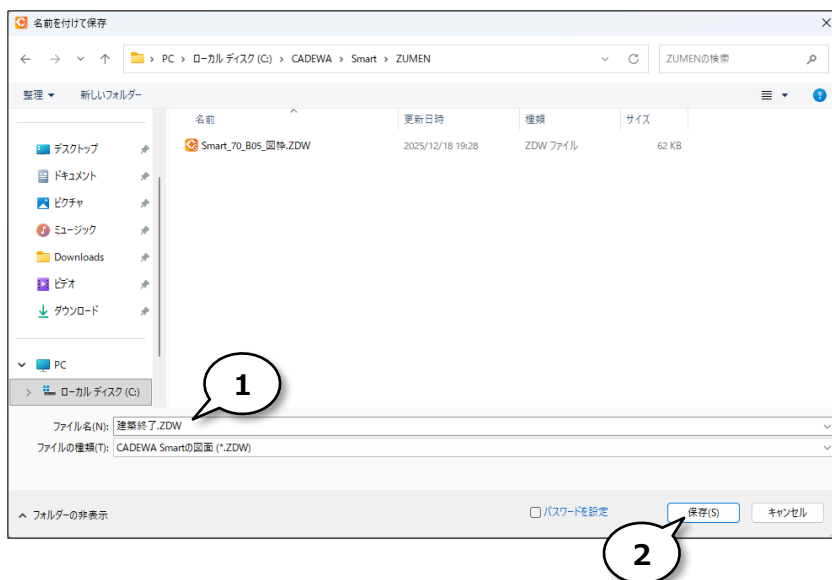 名前を付けて保存
PC > ローカル ディスク (C:) > CADEWA > Smart > ZUMEN
ZUMENの検索
整理 新しいフォルダー
名前 更新日時 種類 サイズ
Smart_70_B05_図枠.ZDW 2025/12/18 19:28 ZDW ファイル 62 KB
デスクトップ
ドキュメント
ピクチャ
ミュージック
Downloads
ビデオ
ダウンロード
PC
ローカル ディスク (C:)
1
ファイル名(N): 建築終了.ZDW
ファイルの種類(T): CADEWA Smartの図面 (*.ZDW)
フォルダーの非表示
パスワードを設定
保存(S)
キャンセル
2